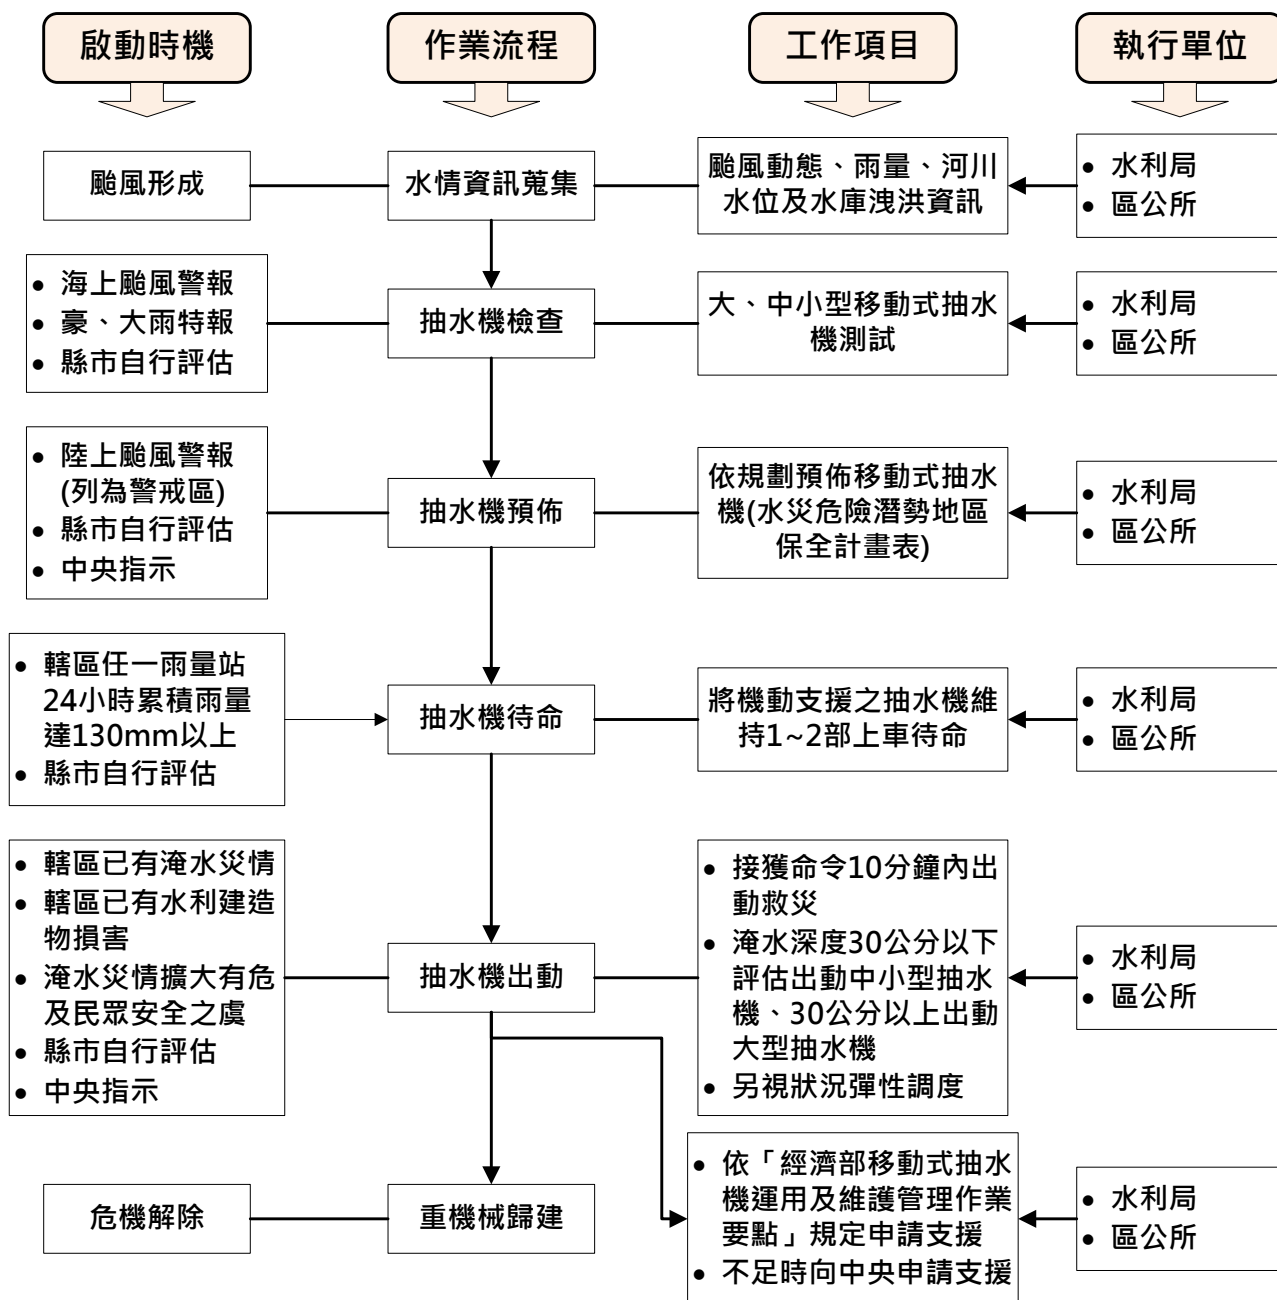 啟動時機
作業流程
工作項目
執行單位
颱風形成
水情資訊蒐集
颱風動態、雨量、河川
水位及水庫洩洪資訊
• 水利局
• 區公所
• 海上颱風警報
• 豪、大雨特報
• 縣市自行評估
抽水機檢查
大、中小型移動式抽水
機測試
• 水利局
• 區公所
• 陸上颱風警報
(列為警戒區)
• 縣市自行評估
• 中央指示
抽水機預佈
依規劃預佈移動式抽水
機(水災危險潛勢地區
保全計畫表)
• 水利局
• 區公所
• 轄區任一雨量站
24小時累積雨量
達130mm以上
• 縣市自行評估
抽水機待命
將機動支援之抽水機維
持1~2部上車待命
• 水利局
• 區公所
• 轄區已有淹水災情
• 轄區已有水利建造
物損害
• 淹水災情擴大有危
及民眾安全之虞
• 縣市自行評估
• 中央指示
抽水機出動
• 接獲命令10分鐘內出
動救災
• 淹水深度30公分以下
評估出動中小型抽水
機、30公分以上出動
大型抽水機
• 另視狀況彈性調度
• 水利局
• 區公所
危機解除
重機械歸建
• 依「經濟部移動式抽水
機運用及維護管理作業
要點」規定申請支援
• 不足時向中央申請支援
• 水利局
• 區公所